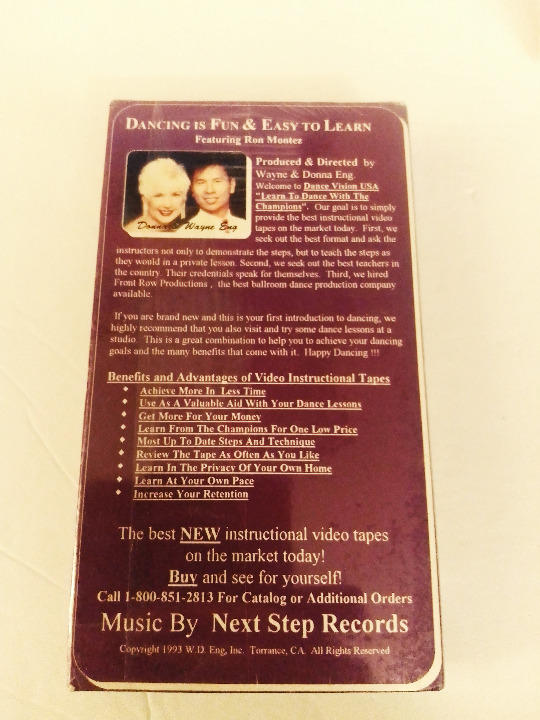 DANCING IS FUN & EASY TO LEARN
Featuring Ron Montez
Donna & Wayne Eng
Produced & Directed by
Wayne & Donna Eng.
Welcome to Dance Vision USA
"Learn To Dance With The
Champions". Our goal is to simply
provide the best instructional video
tapes on the market today. First, we
seek out the best format and ask the
instructors not only to demonstrate the steps, but to teach the steps as
they would in a private lesson. Second, we seek out the best teachers in
the country. Their credentials speak for themselves. Third, we hired
Front Row Productions , the best ballroom dance production company
available.
If you are brand new and this is your first introduction to dancing, we
highly recommend that you also visit and try some dance lessons at a
studio. This is a great combination to help you to achieve your dancing
goals and the many benefits that come with it. Happy Dancing !!!
Benefits and Advantages of Video Instructional Tapes
Achieve More In Less Time
♦ Use As A Valuable Aid With Your Dance Lessons
♦ Get More For Your Money
♦ Learn From The Champions For One Low Price
♦ Most Up To Date Steps And Technique
♦ Review The Tape As Often As You Like
♦ Learn In The Privacy Of Your Own Home
♦ Learn At Your Own Pace
♦ Increase Your Retention
The best NEW instructional video tapes
on the market today!
Buy and see for yourself!
Call 1-800-851-2813 For Catalog or Additional Orders
Music By Next Step Records
Copyright 1993 W.D. Eng, Inc. Torrance, CA. All Rights Reserved